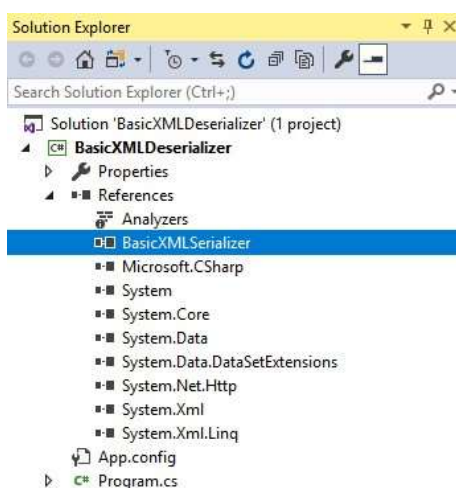 Solution Explorer
Search Solution Explorer (Ctrl+;)
Solution 'BasicXMLDeserializer' (1 project)
C# BasicXMLDeserializer
Properties
References
Analyzers
BasicXMLSerializer
Microsoft.CSharp
System
System.Core
System.Data
System.Data.DataSetExtensions
System.Net.Http
System.Xml
System.Xml.Linq
App.config
C# Program.cs